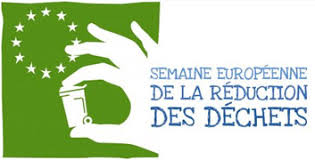 SEMAINE EUROPÉENNE
DE LA RÉDUCTION
DES DÉCHETS